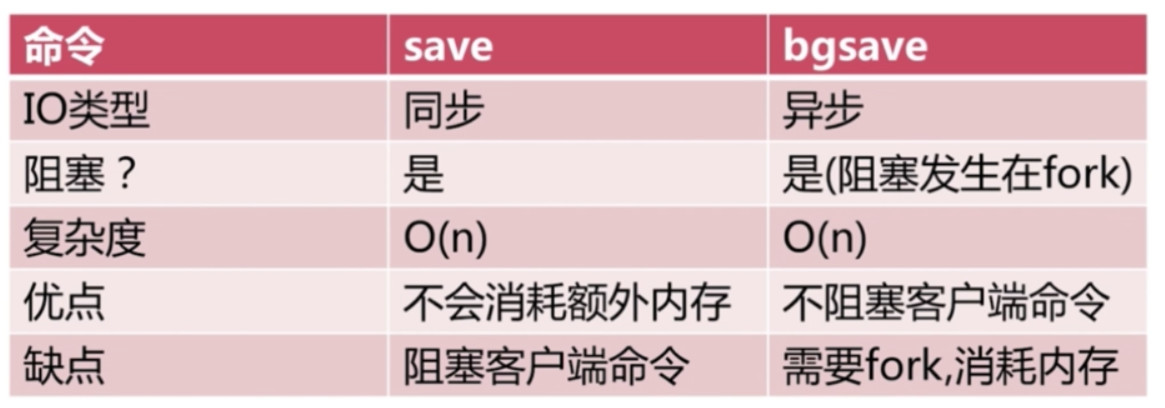 命令 save bgsave
IO类型 同步 异步
阻塞？ 是 是(阻塞发生在fork)
复杂度 O(n) O(n)
优点 不会消耗额外内存 不阻塞客户端命令
缺点 阻塞客户端命令 需要fork,消耗内存